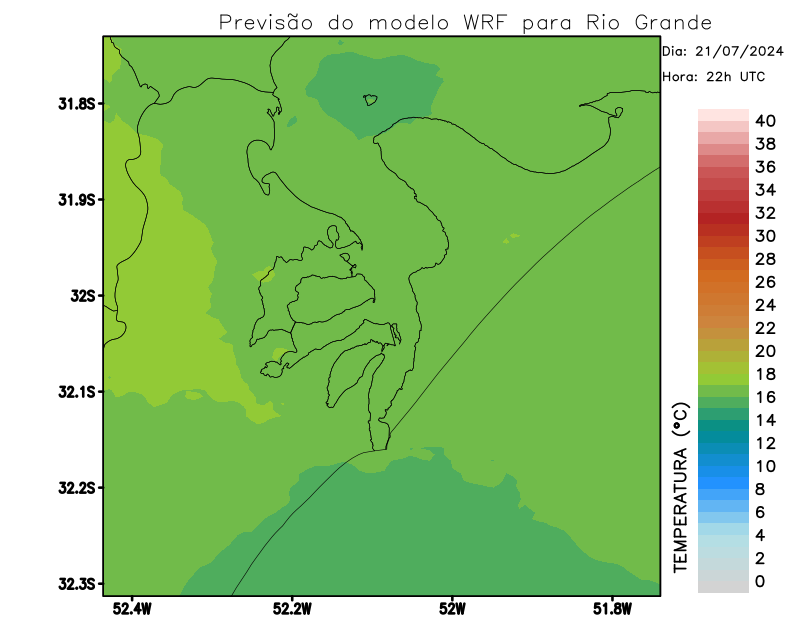 Previsão do modelo WRF para Rio Grande
Dia: 21/07/2024
Hora: 22h UTC
31.8S
31.9S
32S
32.1S
32.2S
32.3S
52.4W
52.2W
52W
51.8W
40
38
36
34
32
30
28
26
24
22
20
18
16
14
12
10
8
6
4
2
0
TEMPERATURA (°C)